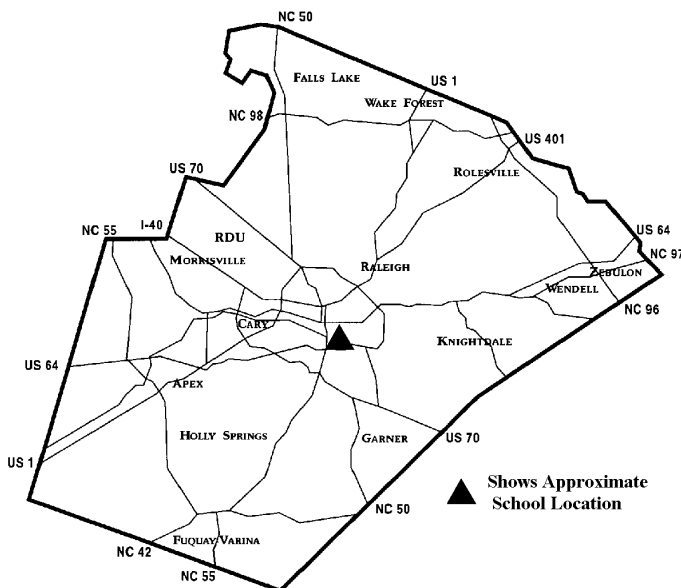 NC 50
FALLS LAKE
US 1
WAKE FOREST
NC 98
US 401
US 70
ROLESVILLE
NC 55
I-40
US 64
RDU
NC 97
MORRISVILLE
RALEIGH
ZEBULON
WENDELL
NC 96
CARY
KNIGHTDALE
US 64
APEX
HOLLY SPRINGS
GARNER
US 70
US 1
Shows Approximate
School Location
NC 50
FUQUAY-VARINA
NC 42
NC 55